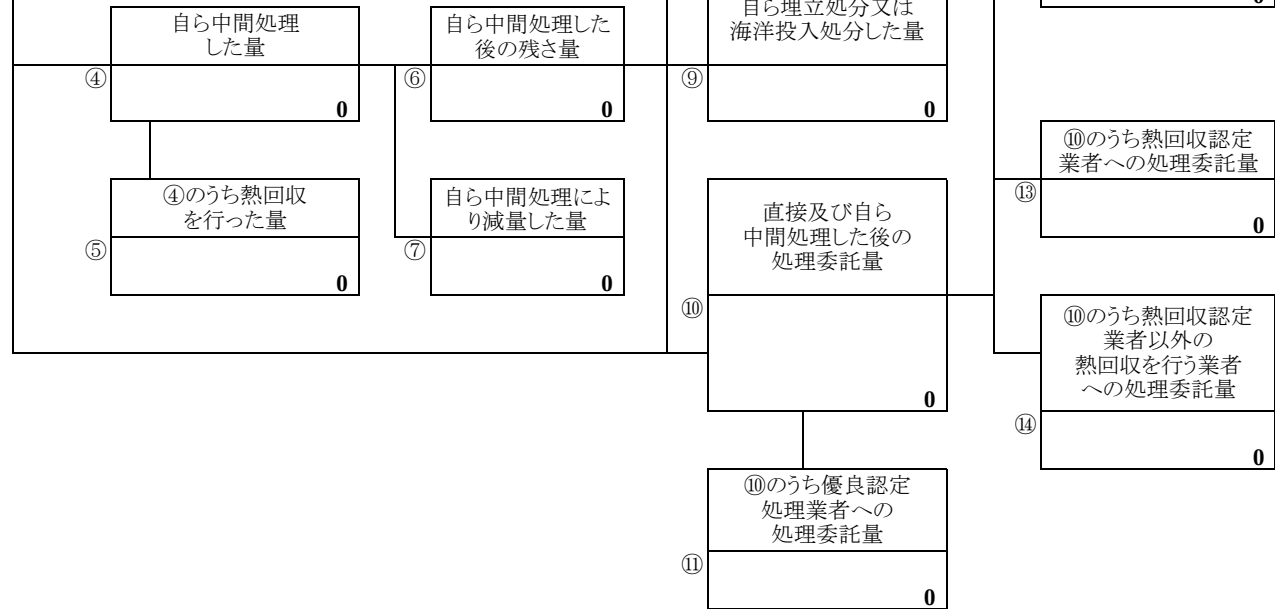 自ら中間処理
した量
④
0
自ら中間処理した
後の残さ量
⑥
0
自ら埋立処分又は
海洋投入処分した量
⑨
0
0
⑩のうち熱回収認定
業者への処理委託量
⑬
0
④のうち熱回収
を行った量
⑤
0
自ら中間処理によ
り減量した量
⑦
0
直接及び自ら
中間処理した後の
処理委託量
⑩
0
⑩のうち熱回収認定
業者以外の
熱回収を行う業者
への処理委託量
⑭
0
⑩のうち優良認定
処理業者への
処理委託量
⑪
0